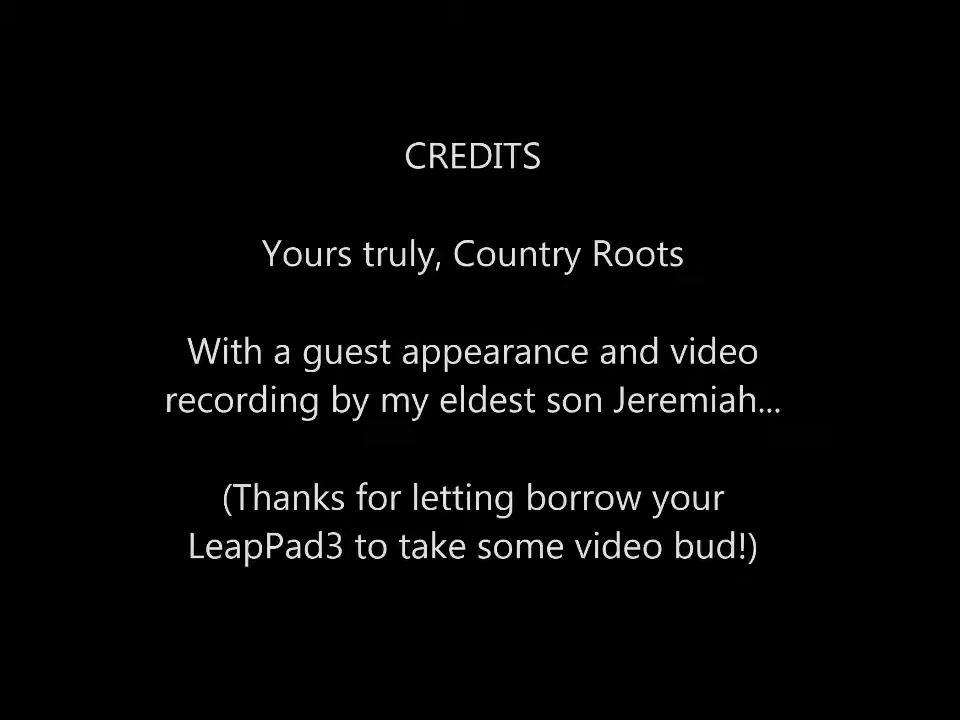 CREDITS
Yours truly, Country Roots
With a guest appearance and video
recording by my eldest son Jeremiah...
(Thanks for letting borrow your
LeapPad3 to take some video bud!)